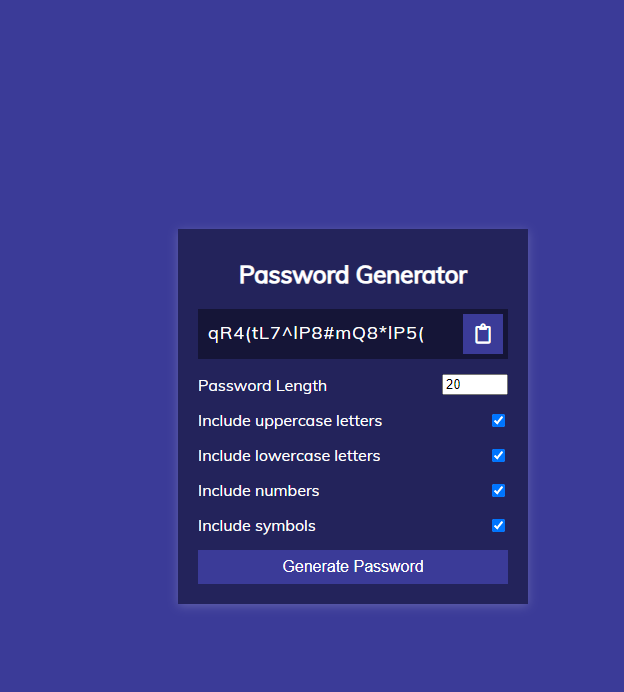 Password Generator
qR4(tL7^lP8#mQ8*lP5(
Password Length
20
Include uppercase letters
Include lowercase letters
Include numbers
Include symbols
Generate Password